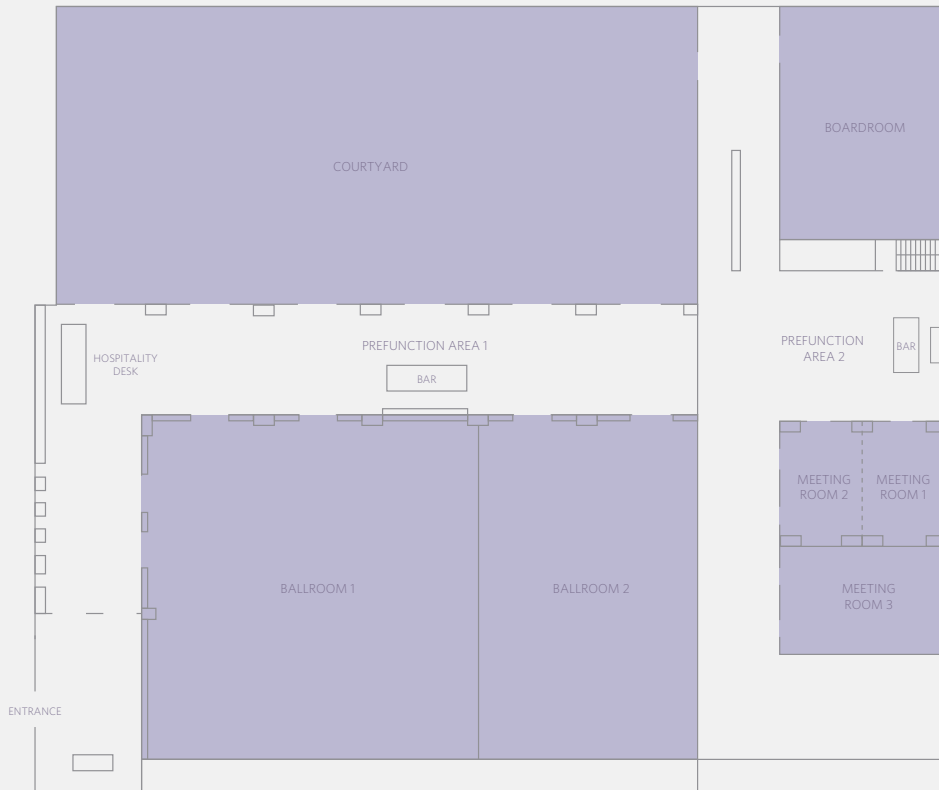 BOARDROOM
COURTYARD
PREFUNCTION AREA 1
PREFUNCTION
AREA 2
BAR
HOSPITALITY
DESK
BAR
MEETING
ROOM 2
MEETING
ROOM 1
BALLROOM 1
BALLROOM 2
MEETING
ROOM 3
ENTRANCE